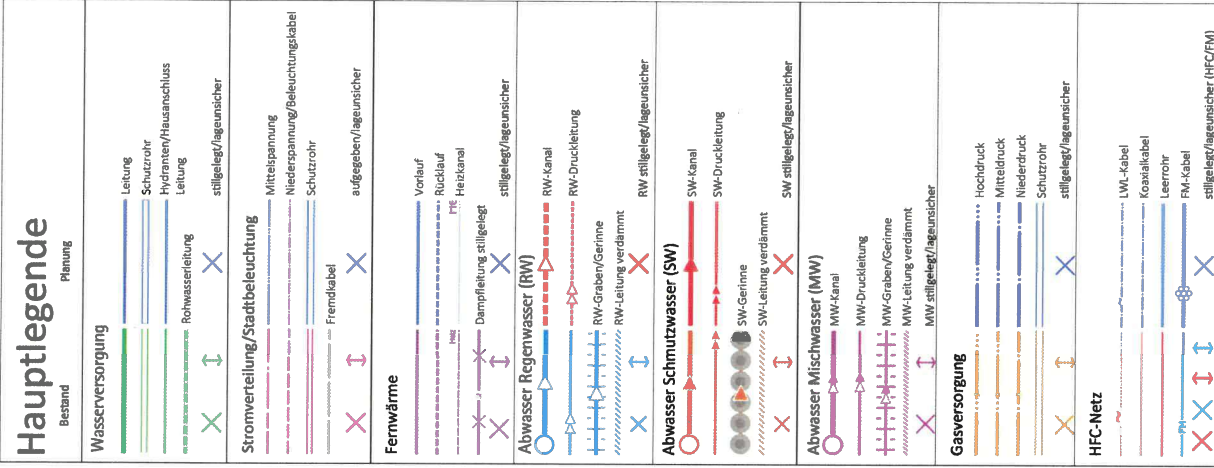 Hauptlegende
Bestand Planung
Wasserversorgung
Leitung
Schutzrohr
Hydranten/Hausanschluss
Leitung
Rohwasserleitung
stillgelegt/lageunsicher
Stromverteilung/Stadtbeleuchtung
Mittelspannung
Niederspannung/Beleuchtungskabel
Schutzrohr
Fremdkabel
aufgegeben/lageunsicher
Fernwärme
Vorlauf
Rücklauf
Heizkanal
Dampfleitung stillgelegt
stillgelegt/lageunsicher
Abwasser Regenwasser (RW)
RW-Kanal
RW-Druckleitung
RW-Graben/Gerinne
RW-Leitung verdämmt
RW stillgelegt/lageunsicher
Abwasser Schmutzwasser (SW)
SW-Kanal
SW-Druckleitung
SW-Gerinne
SW-Leitung verdämmt
SW stillgelegt/lageunsicher
Abwasser Mischwasser (MW)
MW-Kanal
MW-Druckleitung
MW-Graben/Gerinne
MW-Leitung verdämmt
MW stillgelegt/lageunsicher
Gasversorgung
Hochdruck
Mitteldruck
Niederdruck
Schutzrohr
stillgelegt/lageunsicher
HFC-Netz
LWL-Kabel
Koaxialkabel
Leerrohr
FM FM-Kabel
stillgelegt/lageunsicher (HFC/FM)